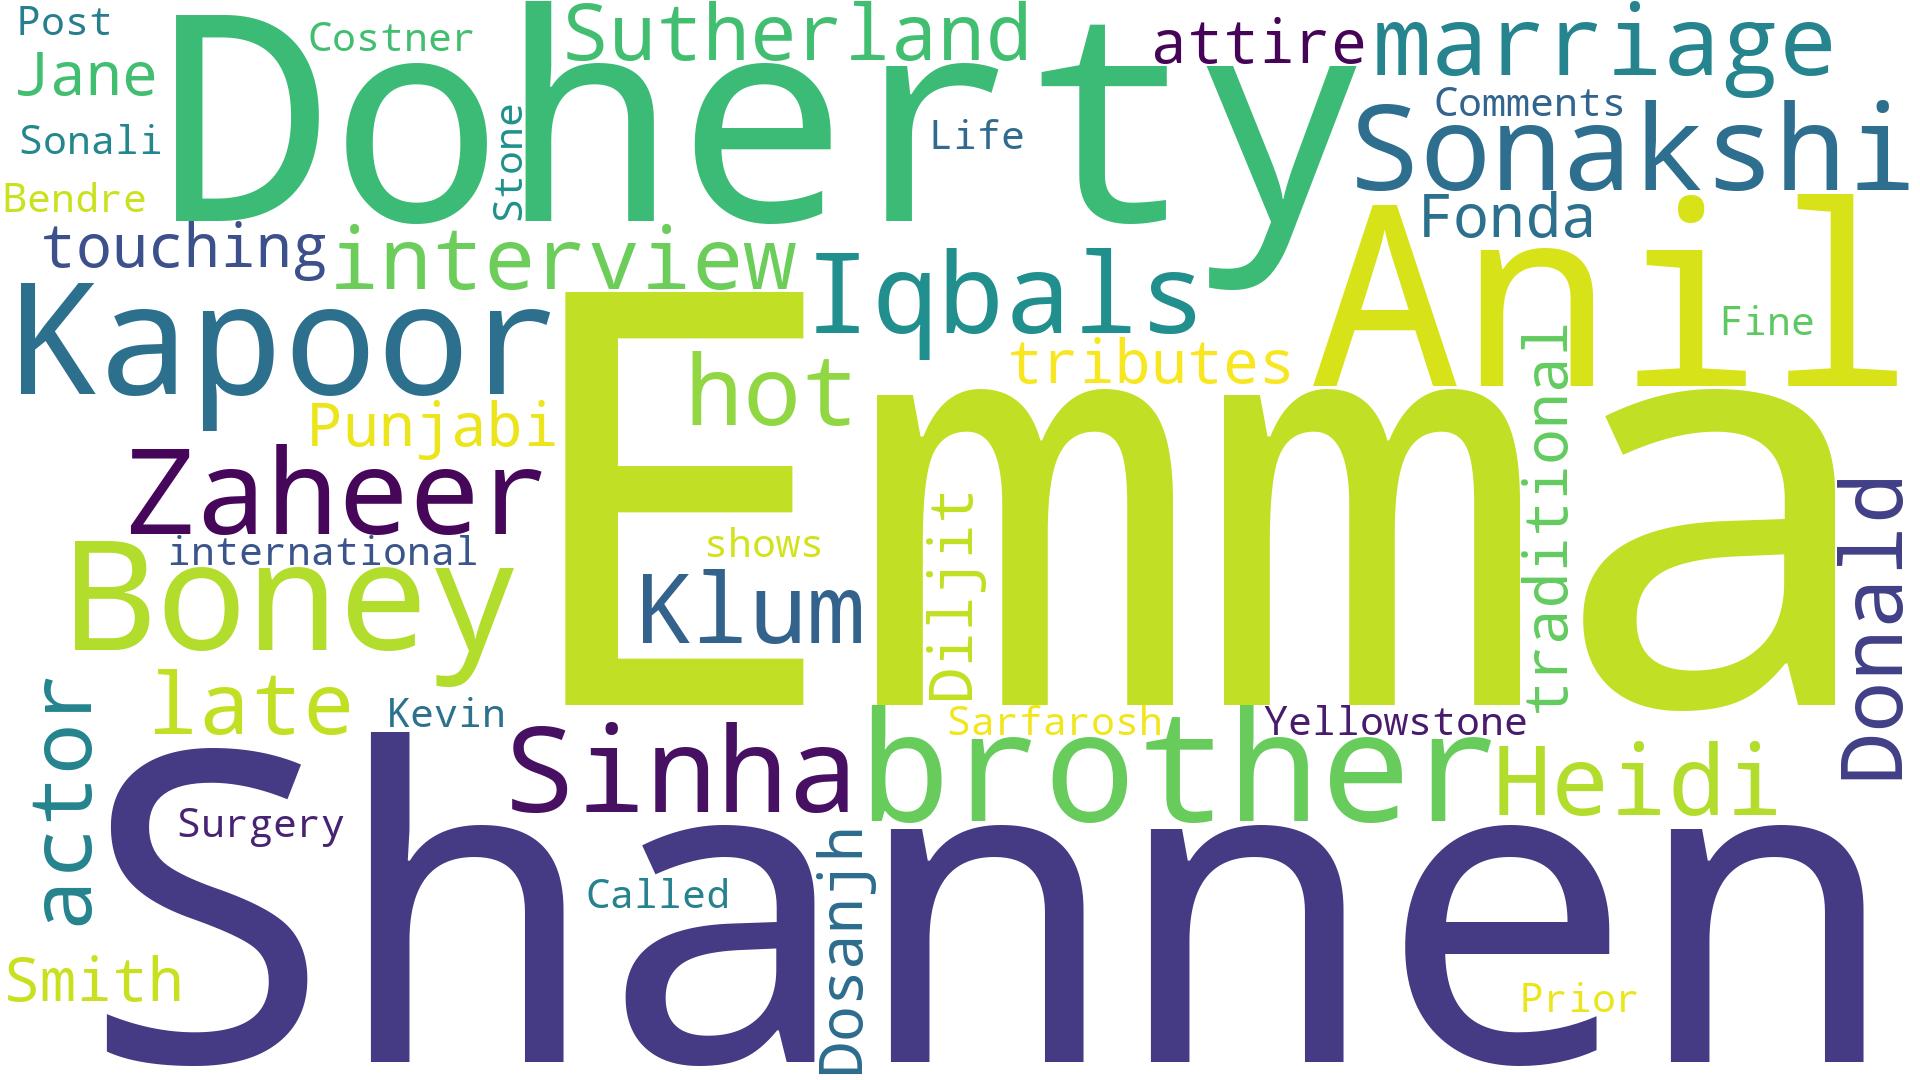 Post
Costner
Sutherland
attire
marriage
Jane
Doherty
Comments
Sonakshi
Stone
Life
Sonali
Bendre
Fonda
Anil
touching
interview
Iqbals
Kapoor
Fine
hot
tributes
traditional
Punjabi
Emma
Zaheer
international
shows
Diljit
Donald
Boney
Klum
late
Kevin
Sarfarosh
Yellowstone
actor
Sinha
brother
Heidi
Surgery
Shannen
Called
Dosanjh
Smith
Prior